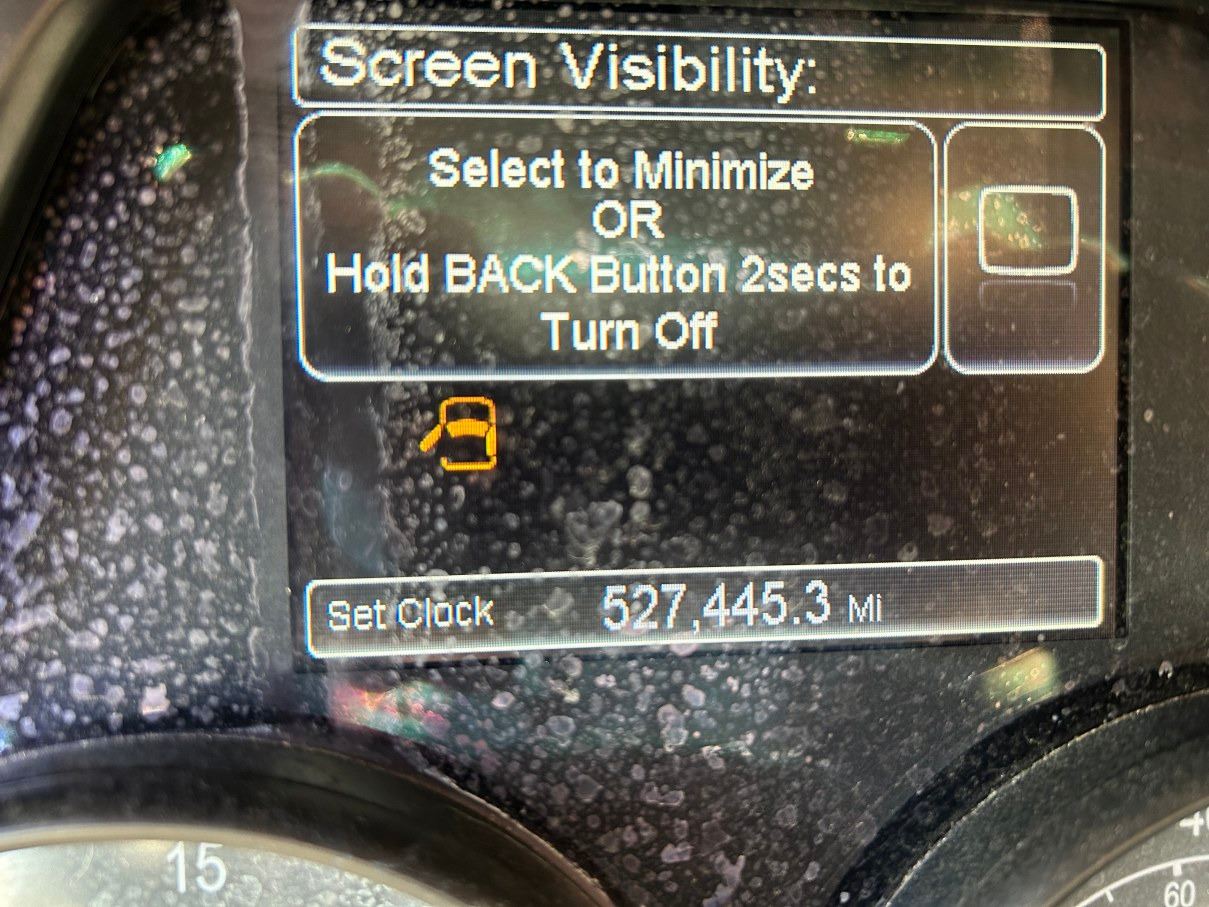 Screen Visibility:
Select to Minimize
OR
Hold BACK Button 2secs to
Turn Off
Set Clock 527,445.3 Mi
15
60